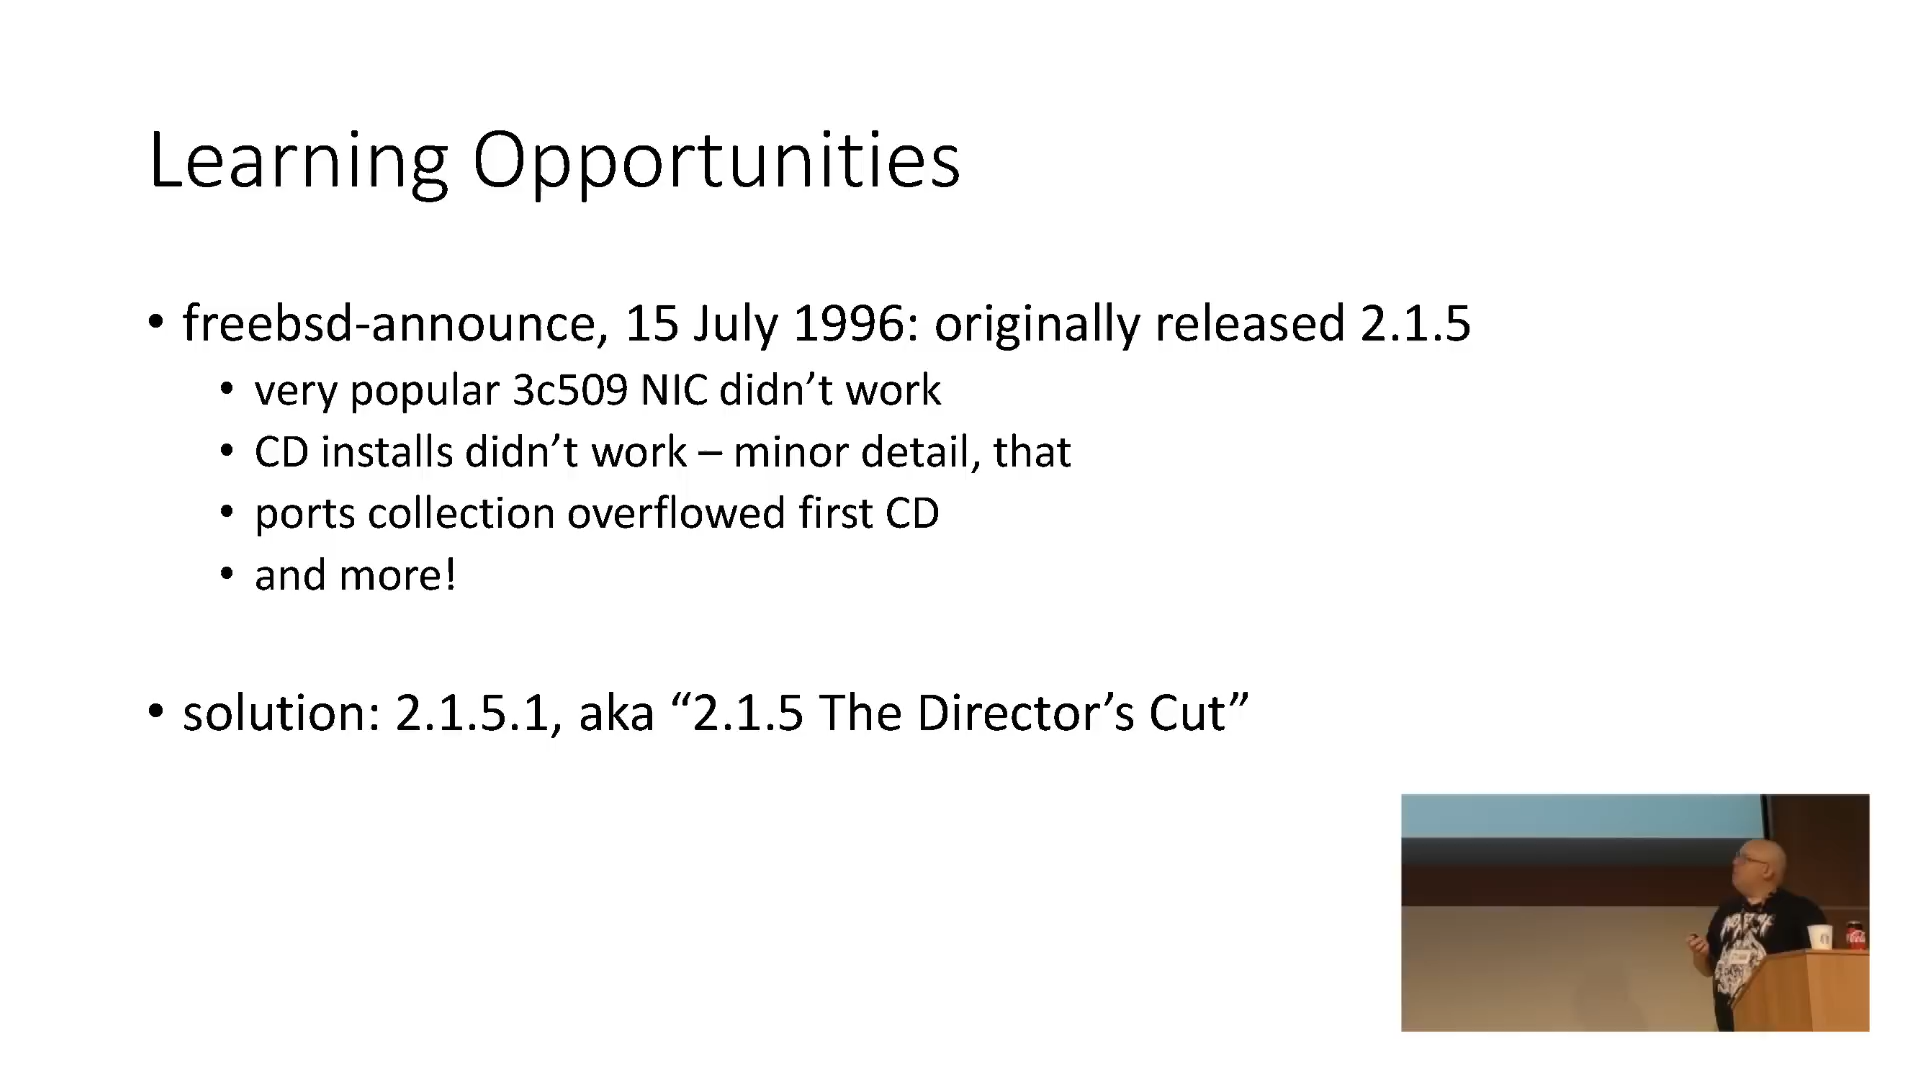 Learning Opportunities
• freebsd-announce, 15 July 1996: originally released 2.1.5
• very popular 3c509 NIC didn’t work
• CD installs didn’t work – minor detail, that
• ports collection overflowed first CD
• and more!
• solution: 2.1.5.1, aka “2.1.5 The Director’s Cut”